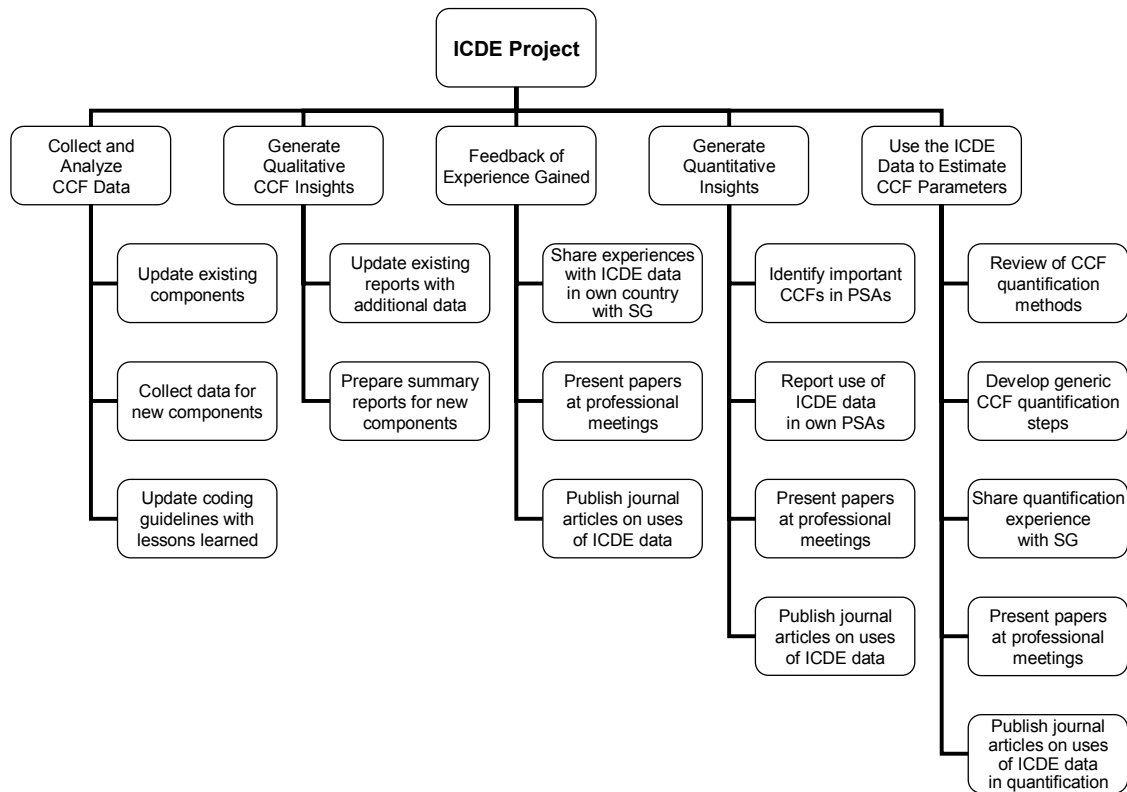 ICDE Project
Collect and
Analyze
CCF Data
Update existing
components
Collect data for
new components
Update coding
guidelines with
lessons learned
Generate
Qualitative
CCF Insights
Update existing
reports with
additional data
Prepare summary
reports for new
components
Feedback of
Experience Gained
Share experiences
with ICDE data
in own country
with SG
Present papers
at professional
meetings
Publish journal
articles on uses
of ICDE data
Generate
Quantitative
Insights
Identify important
CCFs in PSAs
Report use of
ICDE data
in own PSAs
Present papers
at professional
meetings
Publish journal
articles on uses
of ICDE data
Use the ICDE
Data to Estimate
CCF Parameters
Review of CCF
quantification
methods
Develop generic
CCF quantification
steps
Share quantification
experience
with SG
Present papers
at professional
meetings
Publish journal
articles on uses
of ICDE data
in quantification